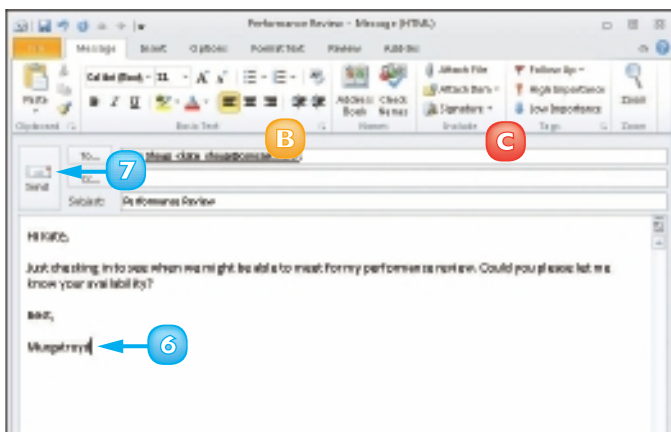 Performance Review - Message (HTML)
Message Insert Options Format Text Review Add-Ins
Attach File Follow Up
Paste B I U Address Book Check Names Attach Item High Importance Zoom
Signature Low Importance
Clipboard Basic Text Names Include Tags Zoom
B C
To...
7
Send
Cc...
Subject: Performance Review
Hi Kate,
Just checking in to see when we might be able to meet for my performance review. Could you please let me
know your availability?
Best,
6